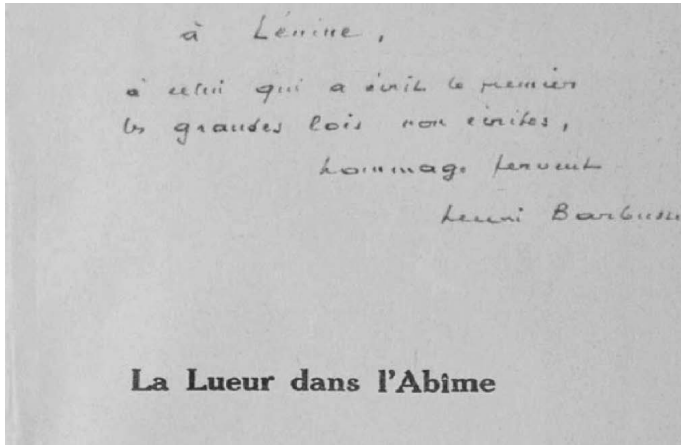 à Lénine,
à celui qui a écrit le premier
les grandes lois non écrites,
hommage fervent
Henri Barbusse
La Lueur dans l'Abîme